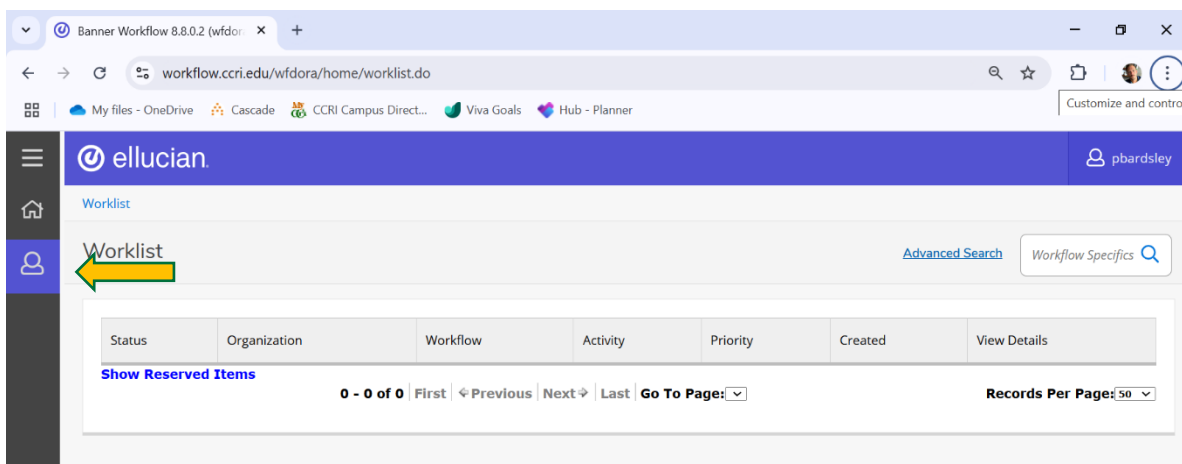 Banner Workflow 8.8.0.2 (wfdor
workflow.ccri.edu/wfdora/home/worklist.do
My files - OneDrive Cascade CCRI Campus Direct... Viva Goals Hub - Planner
Customize and contro
ellucian. pbardsley
Worklist
Worklist Advanced Search Workflow Specifics
Status Organization Workflow Activity Priority Created View Details
Show Reserved Items
0 - 0 of 0 First Previous Next Last Go To Page: Records Per Page: 50